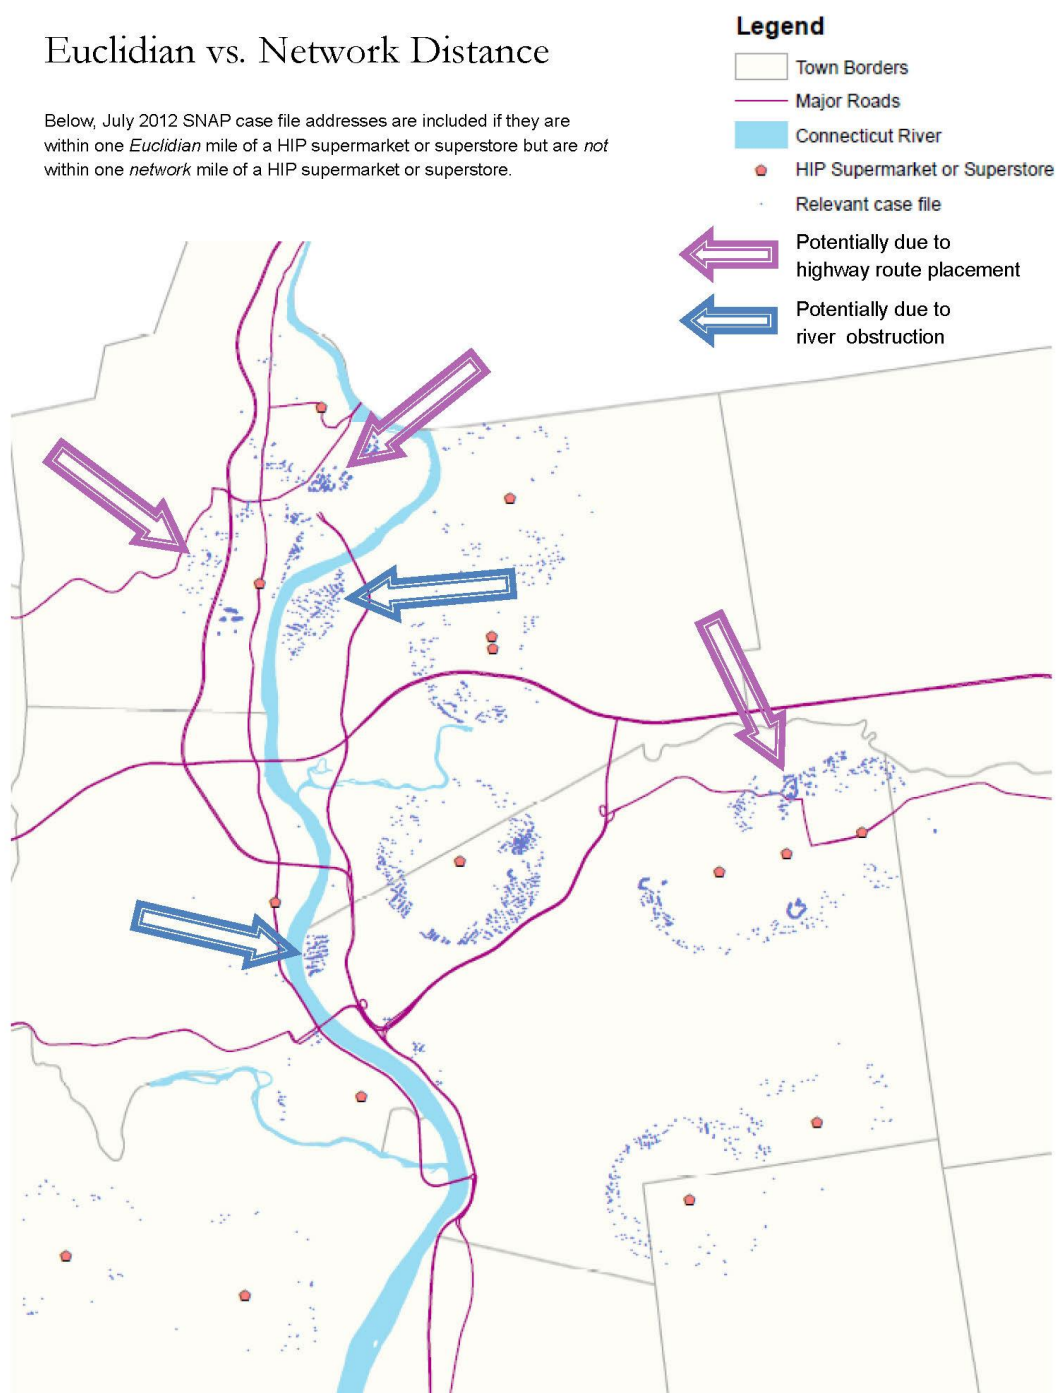 Euclidian vs. Network Distance
Below, July 2012 SNAP case file addresses are included if they are
within one Euclidian mile of a HIP supermarket or superstore but are not
within one network mile of a HIP supermarket or superstore.
Legend
Town Borders
Major Roads
Connecticut River
HIP Supermarket or Superstore
Relevant case file
Potentially due to
highway route placement
Potentially due to
river obstruction